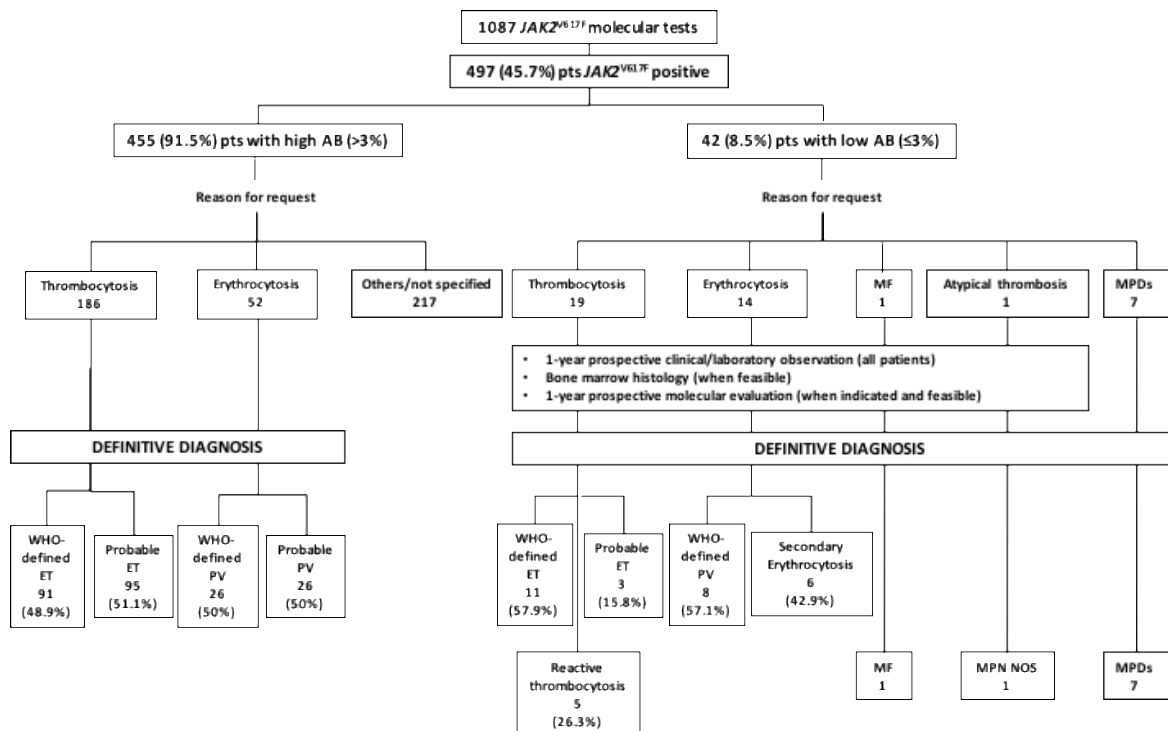 1087 JAK2V617F molecular tests
497 (45.7%) pts JAK2V617F positive
455 (91.5%) pts with high AB (>3%)
42 (8.5%) pts with low AB (≤3%)
Reason for request
Reason for request
Thrombocytosis
186
Erythrocytosis
52
Others/not specified
217
Thrombocytosis
19
Erythrocytosis
14
MF
1
Atypical thrombosis
1
MPDs
7
• 1-year prospective clinical/laboratory observation (all patients)
• Bone marrow histology (when feasible)
• 1-year prospective molecular evaluation (when indicated and feasible)
DEFINITIVE DIAGNOSIS
DEFINITIVE DIAGNOSIS
WHO-
defined
ET
91
(48.9%)
Probable
ET
95
(51.1%)
WHO-
defined
PV
26
(50%)
Probable
PV
26
(50%)
WHO-
defined
ET
11
(57.9%)
Probable
ET
3
(15.8%)
WHO-
defined
PV
8
(57.1%)
Secondary
Erythrocytosis
6
(42.9%)
Reactive
thrombocytosis
5
(26.3%)
MF
1
MPN NOS
1
MPDs
7